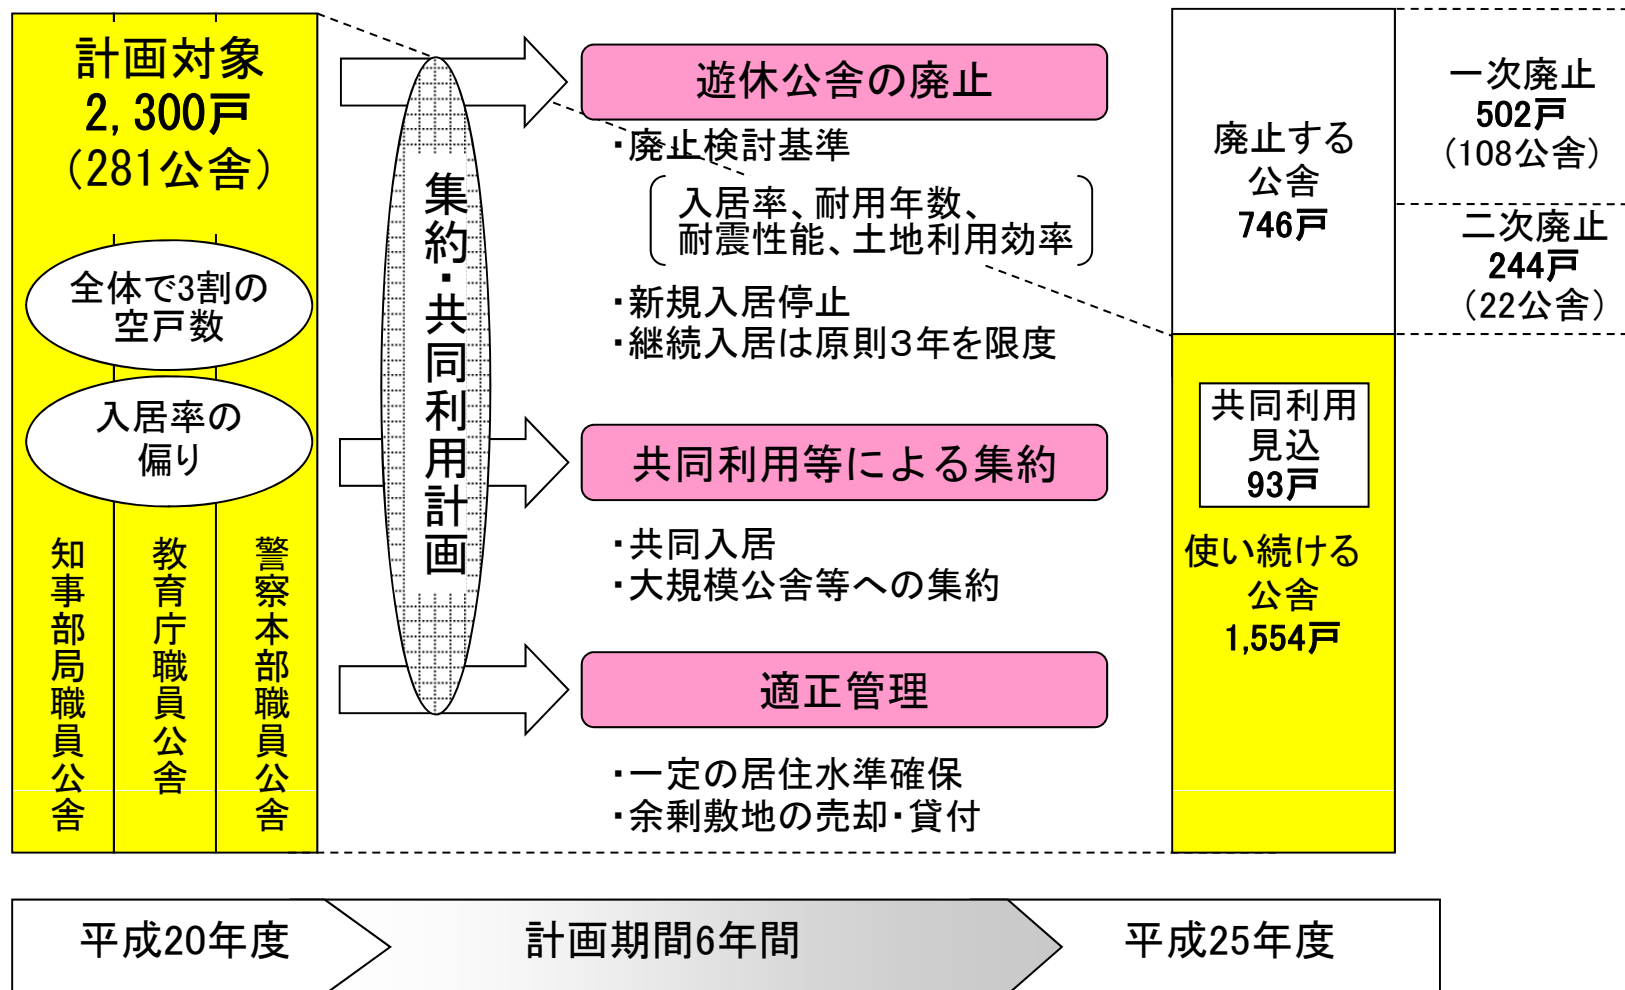 計画対象
2,300戸
(281公舎)
全体で3割の
空戸数
入居率の
偏り
知事部局職員公舎
教育庁職員公舎
警察本部職員公舎
集約・共同利用計画
遊休公舎の廃止
・廃止検討基準
入居率、耐用年数、
耐震性能、土地利用効率
・新規入居停止
・継続入居は原則3年を限度
共同利用等による集約
・共同入居
・大規模公舎等への集約
適正管理
・一定の居住水準確保
・余剰敷地の売却・貸付
廃止する
公舎
746戸
一次廃止
502戸
(108公舎)
二次廃止
244戸
(22公舎)
共同利用
見込
93戸
使い続ける
公舎
1,554戸
平成20年度
計画期間6年間
平成25年度